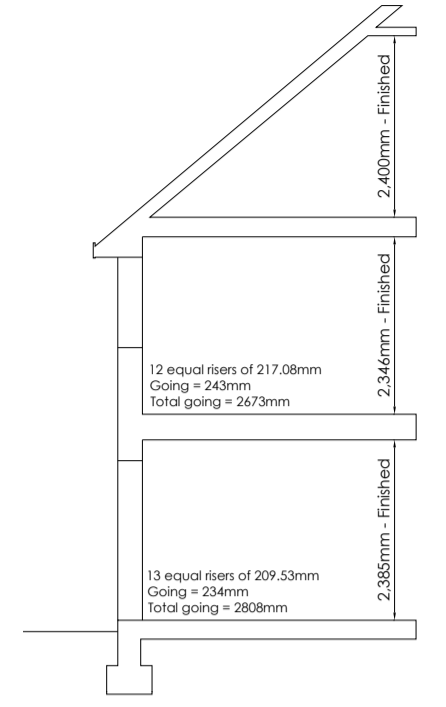 2,400mm - Finished
2,346mm - Finished
12 equal risers of 217.08mm
Going = 243mm
Total going = 2673mm
2,385mm - Finished
13 equal risers of 209.53mm
Going = 234mm
Total going = 2808mm